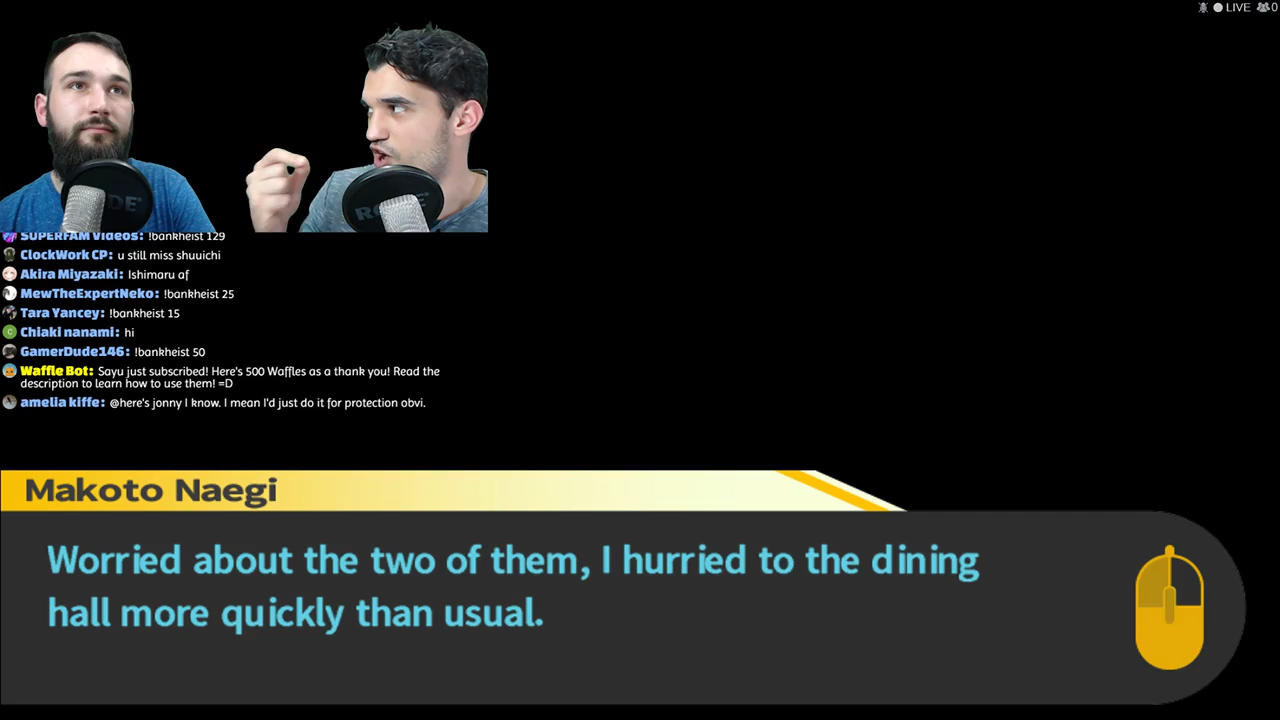 LIVE 0
DE
RODE
SUPERFAM Videos: !bankheist 129
ClockWork CP: u still miss shuuichi
Akira Miyazaki: Ishimaru af
MewTheExpertNeko: !bankheist 25
Tara Yancey: !bankheist 15
C Chiaki nanami: hi
GamerDude146: !bankheist 50
Waffle Bot: Sayu just subscribed! Here's 500 Waffles as a thank you! Read the
description to learn how to use them! =D
amelia kiffe: @here's jonny I know. I mean I'd just do it for protection obvi.
Makoto Naegi
Worried about the two of them, I hurried to the dining
hall more quickly than usual.